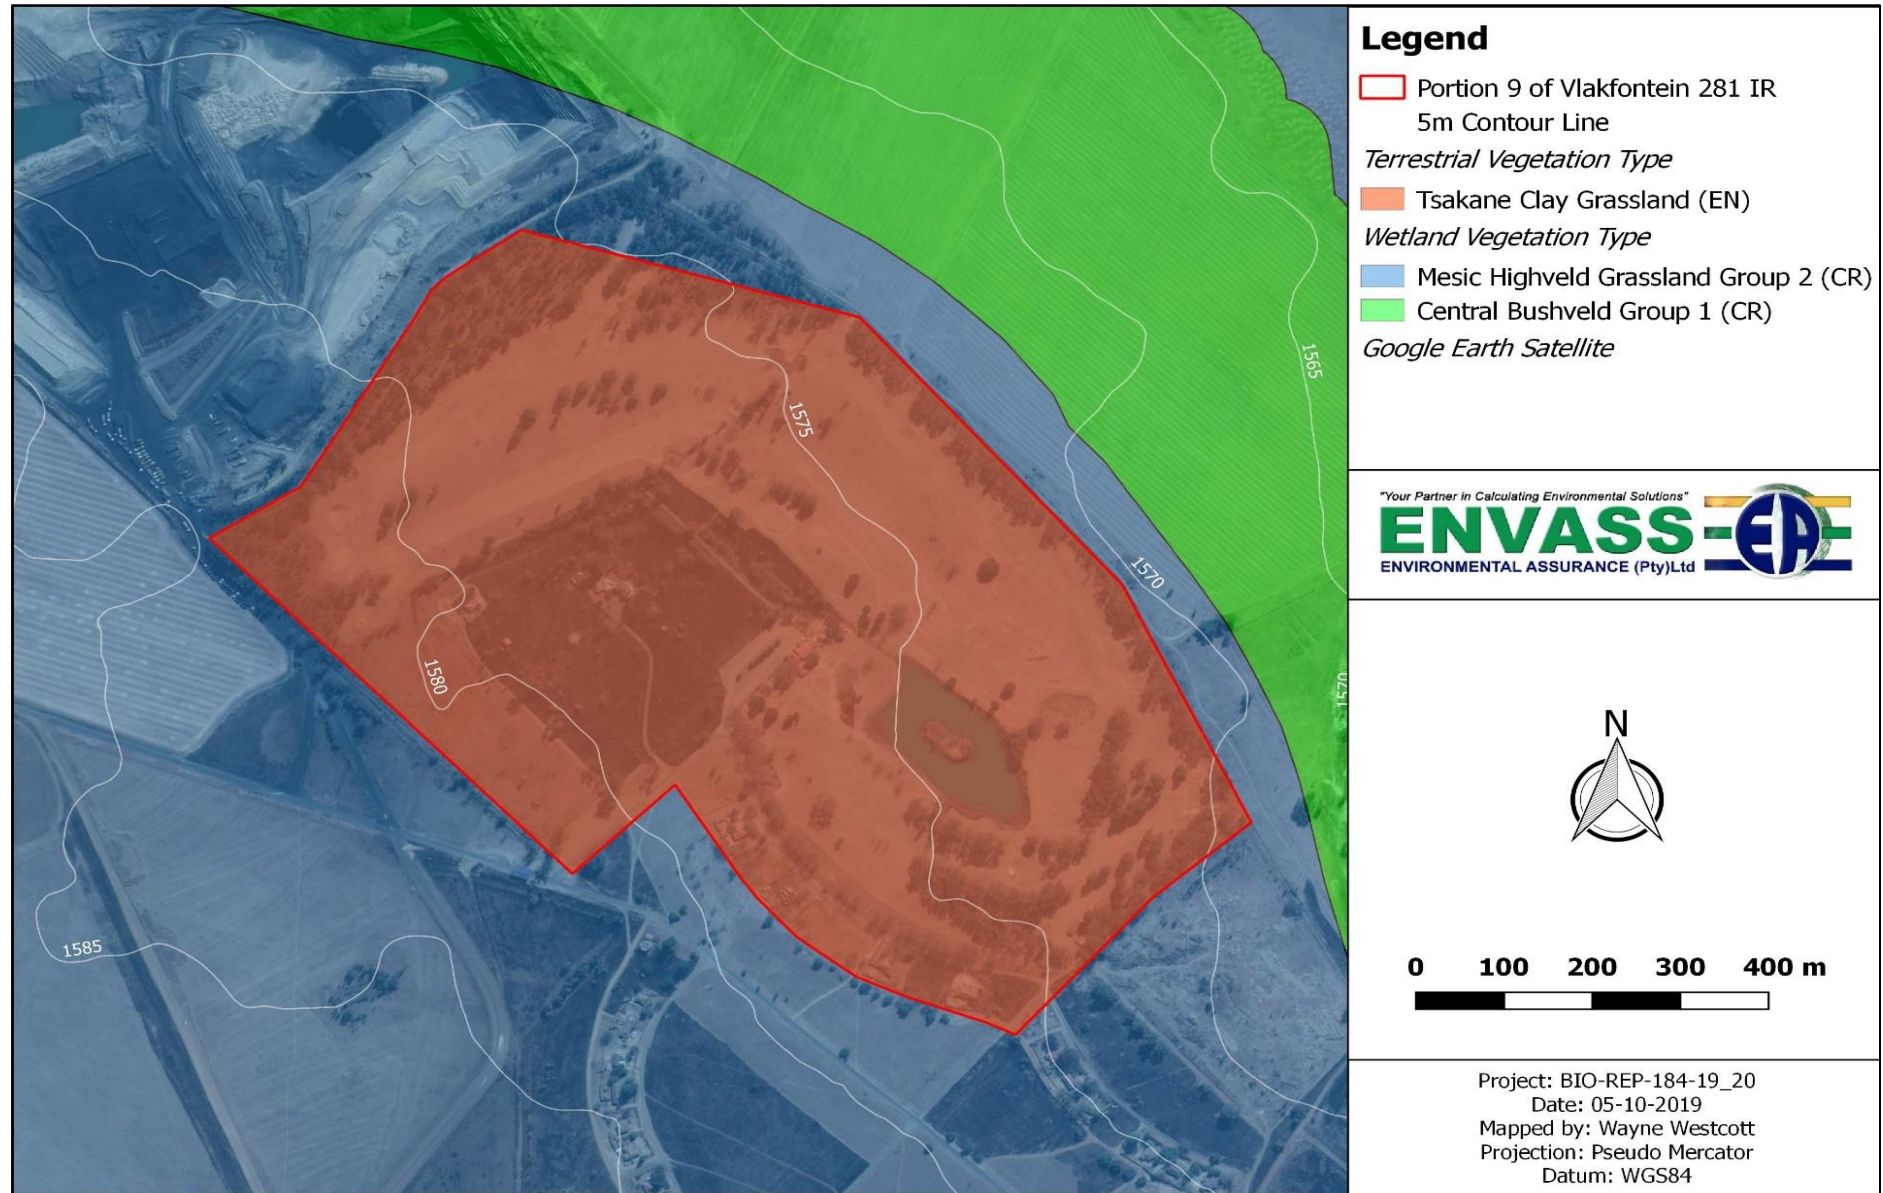 Legend
Portion 9 of Vlakfontein 281 IR
5m Contour Line
Terrestrial Vegetation Type
Tsakane Clay Grassland (EN)
Wetland Vegetation Type
Mesic Highveld Grassland Group 2 (CR)
Central Bushveld Group 1 (CR)
Google Earth Satellite
1565
1575
1570
1570
1580
1585
"Your Partner in Calculating Environmental Solutions"
ENVASS
EA
ENVIRONMENTAL ASSURANCE (Pty)Ltd
N
0 100 200 300 400 m
Project: BIO-REP-184-19_20
Date: 05-10-2019
Mapped by: Wayne Westcott
Projection: Pseudo Mercator
Datum: WGS84